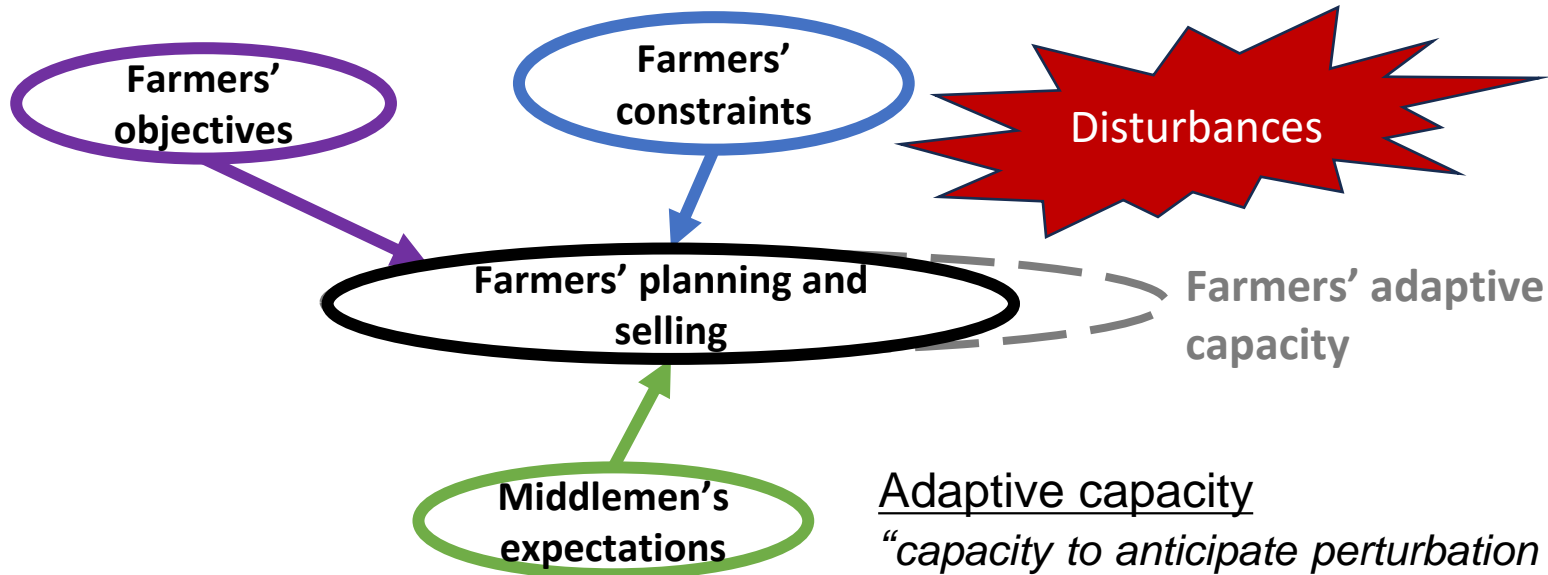 Farmers’
objectives
Farmers’
constraints
Disturbances
Farmers’ planning and
selling
Farmers’ adaptive
capacity
Middlemen’s
expectations
Adaptive capacity
“capacity to anticipate perturbation